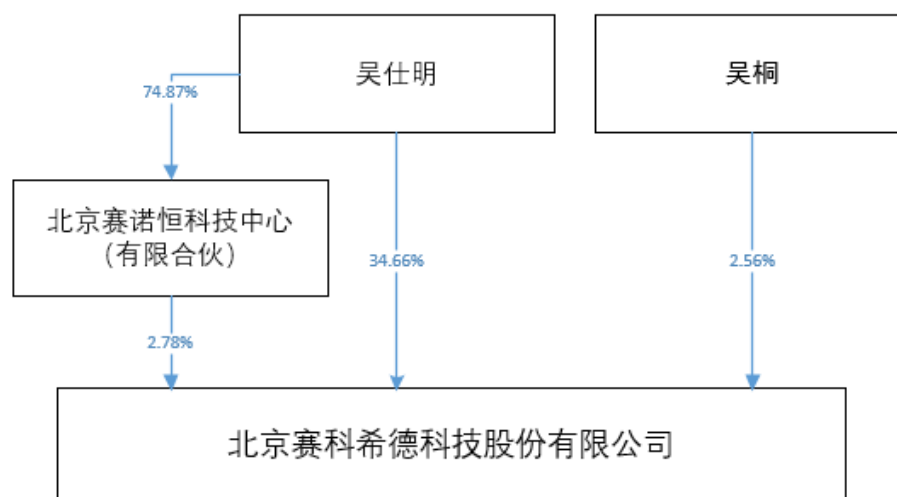 吴仕明
吴桐
74.87%
北京赛诺恒科技中心
(有限合伙)
34.66%
2.56%
2.78%
北京赛科希德科技股份有限公司